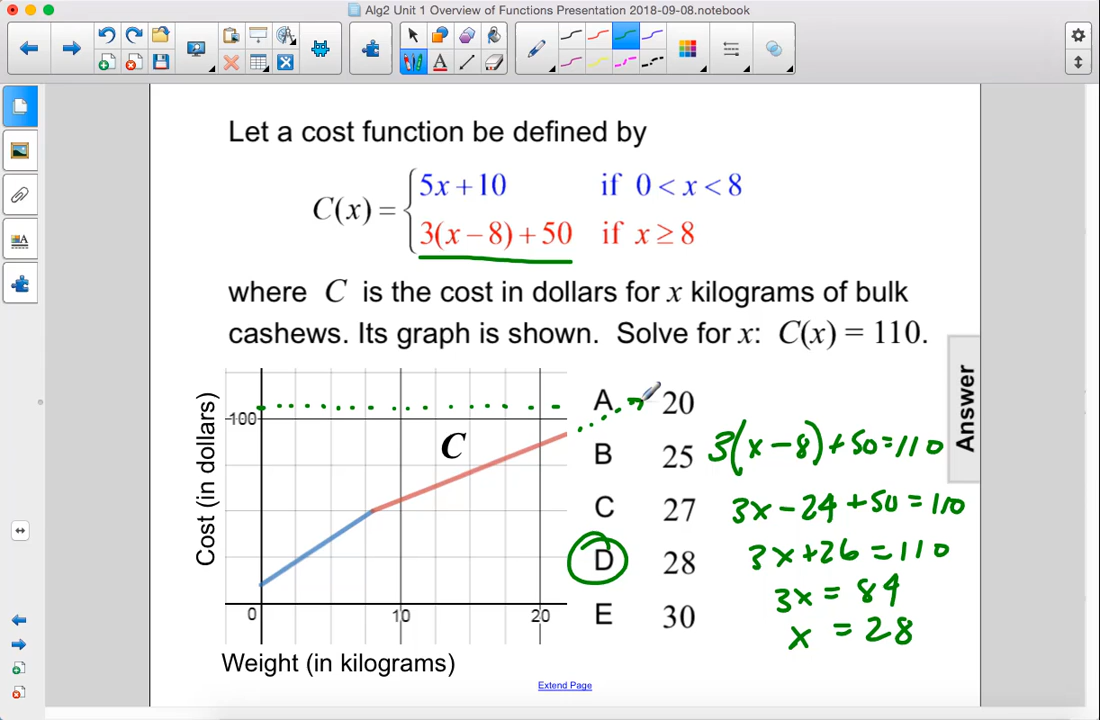 Alg2 Unit 1 Overview of Functions Presentation 2018-09-08.notebook
Let a cost function be defined by
C(x) = { 5x + 10 if 0 < x < 8
3(x − 8) + 50 if x ≥ 8
where C is the cost in dollars for x kilograms of bulk
cashews. Its graph is shown. Solve for x: C(x) = 110.
Answer
Cost (in dollars)
100
C
0
10
20
Weight (in kilograms)
A 20
B 25
C 27
D 28
E 30
3(x − 8) + 50 = 110
3x − 24 + 50 = 110
3x + 26 = 110
3x = 84
x = 28
Extend Page